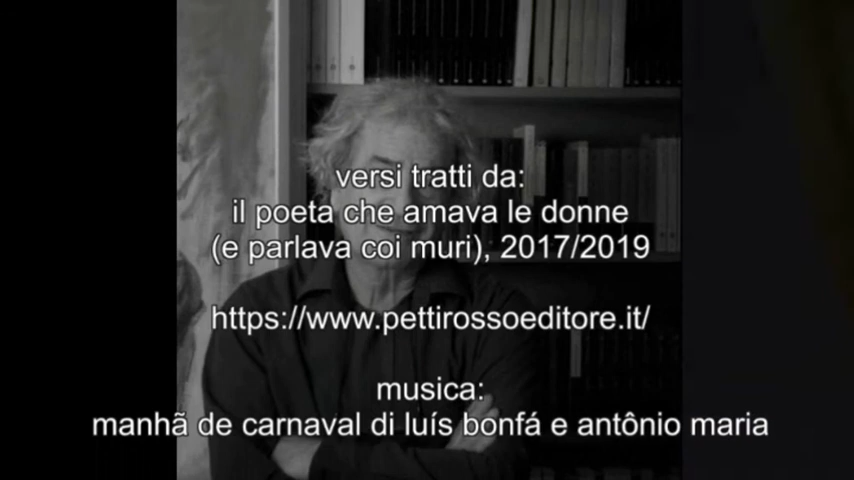 versi tratti da:
il poeta che amava le donne
(e parlava coi muri), 2017/2019
https://www.pettirossoeditore.it/
musica:
manhã de carnaval di luís bonfá e antônio maria